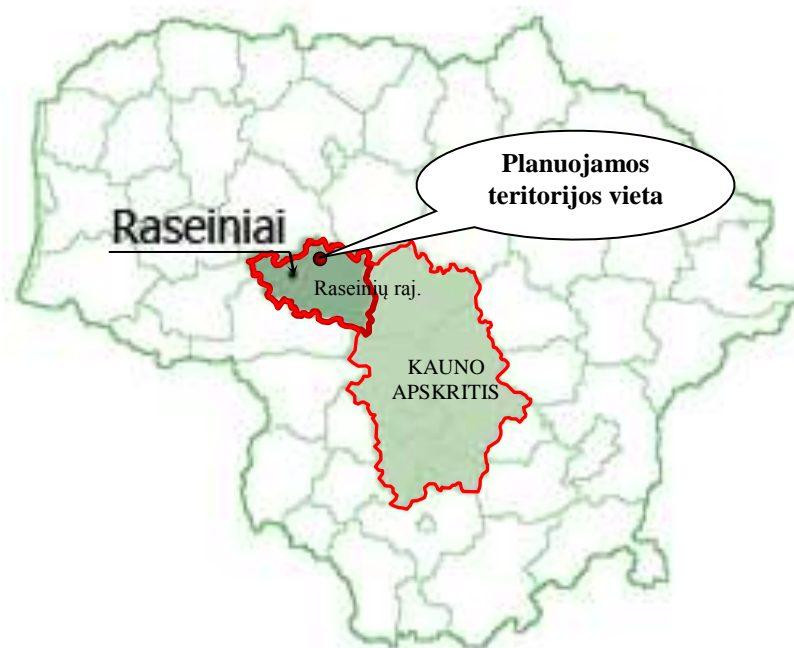 Planuojamos
teritorijos vieta
Raseiniai
Raseinių raj.
KAUNO
APSKRITIS